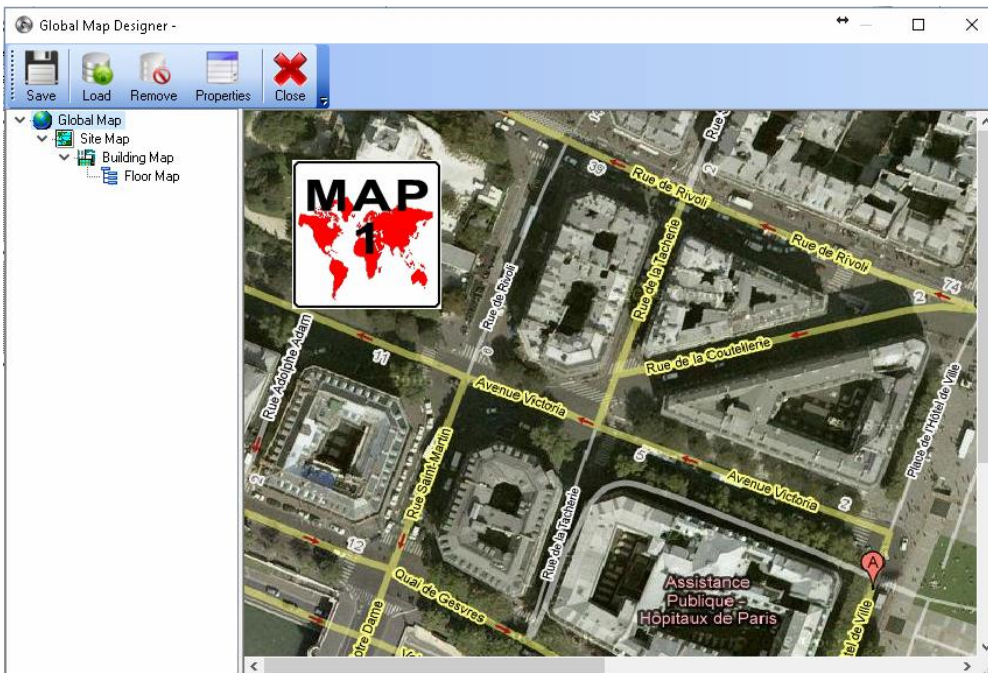 Global Map Designer -
Save
Load
Remove
Properties
Close
Global Map
Site Map
Building Map
Floor Map
MAP
1
39
Rue de Rivoli
2
Rue de Rivoli
74
2
Rue de la Tacherie
Rue de Rivoli
Rue de la Coutellerie
Rue Adolphe Adam
11
Avenue Victoria
Place de l'Hôtel de Ville
Rue Saint-Martin
5
Avenue Victoria
2
2
12
Rue de la Tacherie
Quai de Gesvres
A
Assistance
Publique -
Hôpitaux de Paris